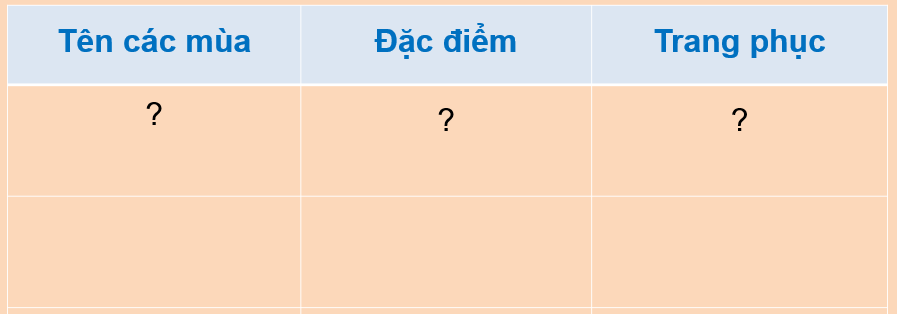 Tên các mùa Đặc điểm Trang phục
? ? ?